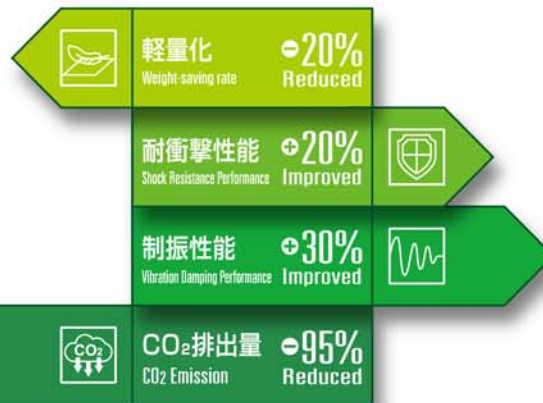 軽量化
Weight-saving rate
⊖20%
Reduced
耐衝撃性能
Shock Resistance Performance
⊕20%
Improved
制振性能
Vibration Damping Performance
⊕30%
Improved
CO₂
CO₂排出量
CO₂ Emission
⊖95%
Reduced